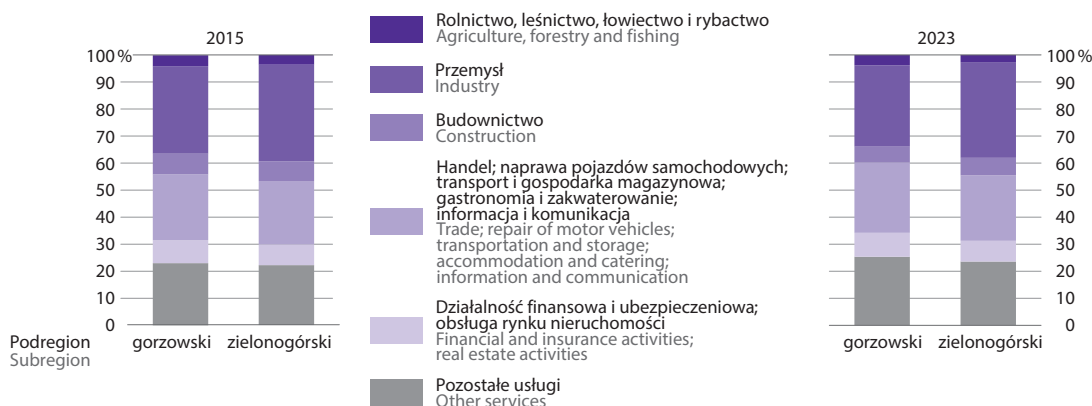 2015
100 %
90
80
70
60
50
40
30
20
10
0
Podregion
Subregion
gorzowski
zielonogórski
Rolnictwo, leśnictwo, łowiectwo i rybactwo
Agriculture, forestry and fishing
Przemysł
Industry
Budownictwo
Construction
Handel; naprawa pojazdów samochodowych;
transport i gospodarka magazynowa;
gastronomia i zakwaterowanie;
informacja i komunikacja
Trade; repair of motor vehicles;
transportation and storage;
accommodation and catering;
information and communication
Działalność finansowa i ubezpieczeniowa;
obsługa rynku nieruchomości
Financial and insurance activities;
real estate activities
Pozostałe usługi
Other services
2023
100 %
90
80
70
60
50
40
30
20
10
0
gorzowski
zielonogórski